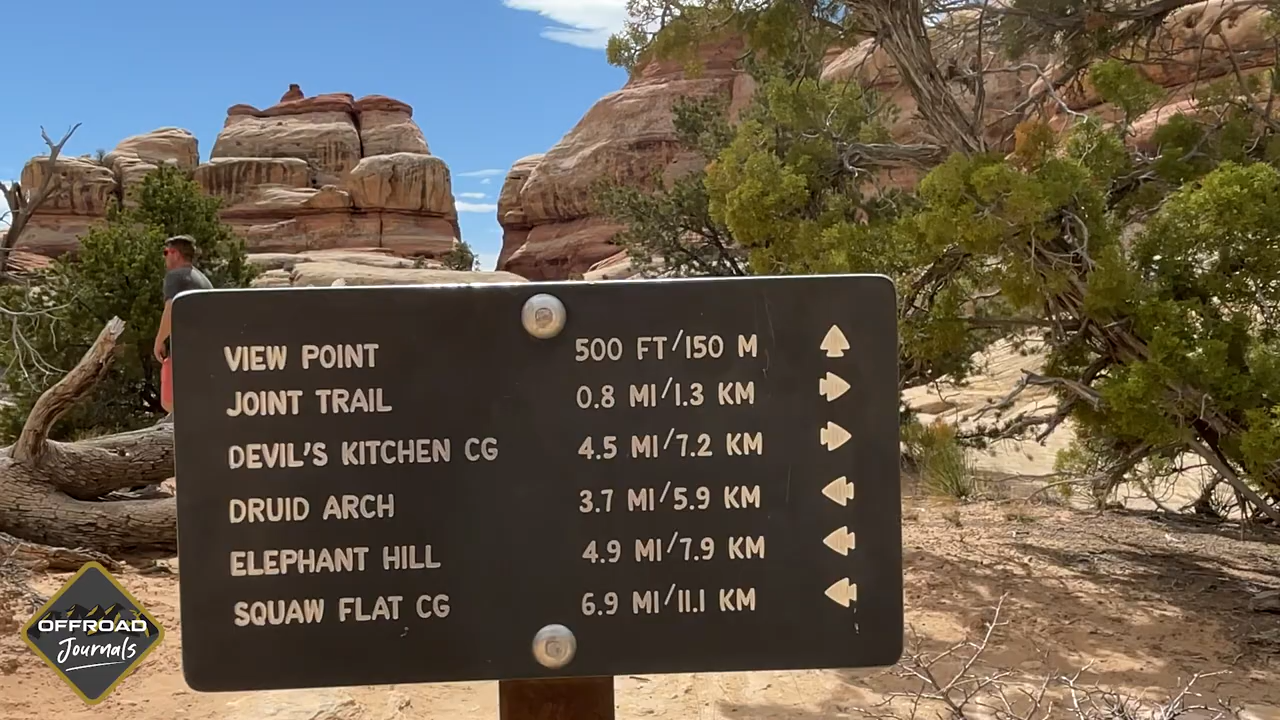 VIEW POINT 500 FT/150 M
JOINT TRAIL 0.8 MI/1.3 KM
DEVIL'S KITCHEN CG 4.5 MI/7.2 KM
DRUID ARCH 3.7 MI/5.9 KM
ELEPHANT HILL 4.9 MI/7.9 KM
SQUAW FLAT CG 6.9 MI/11.1 KM
OFFROAD
Journals